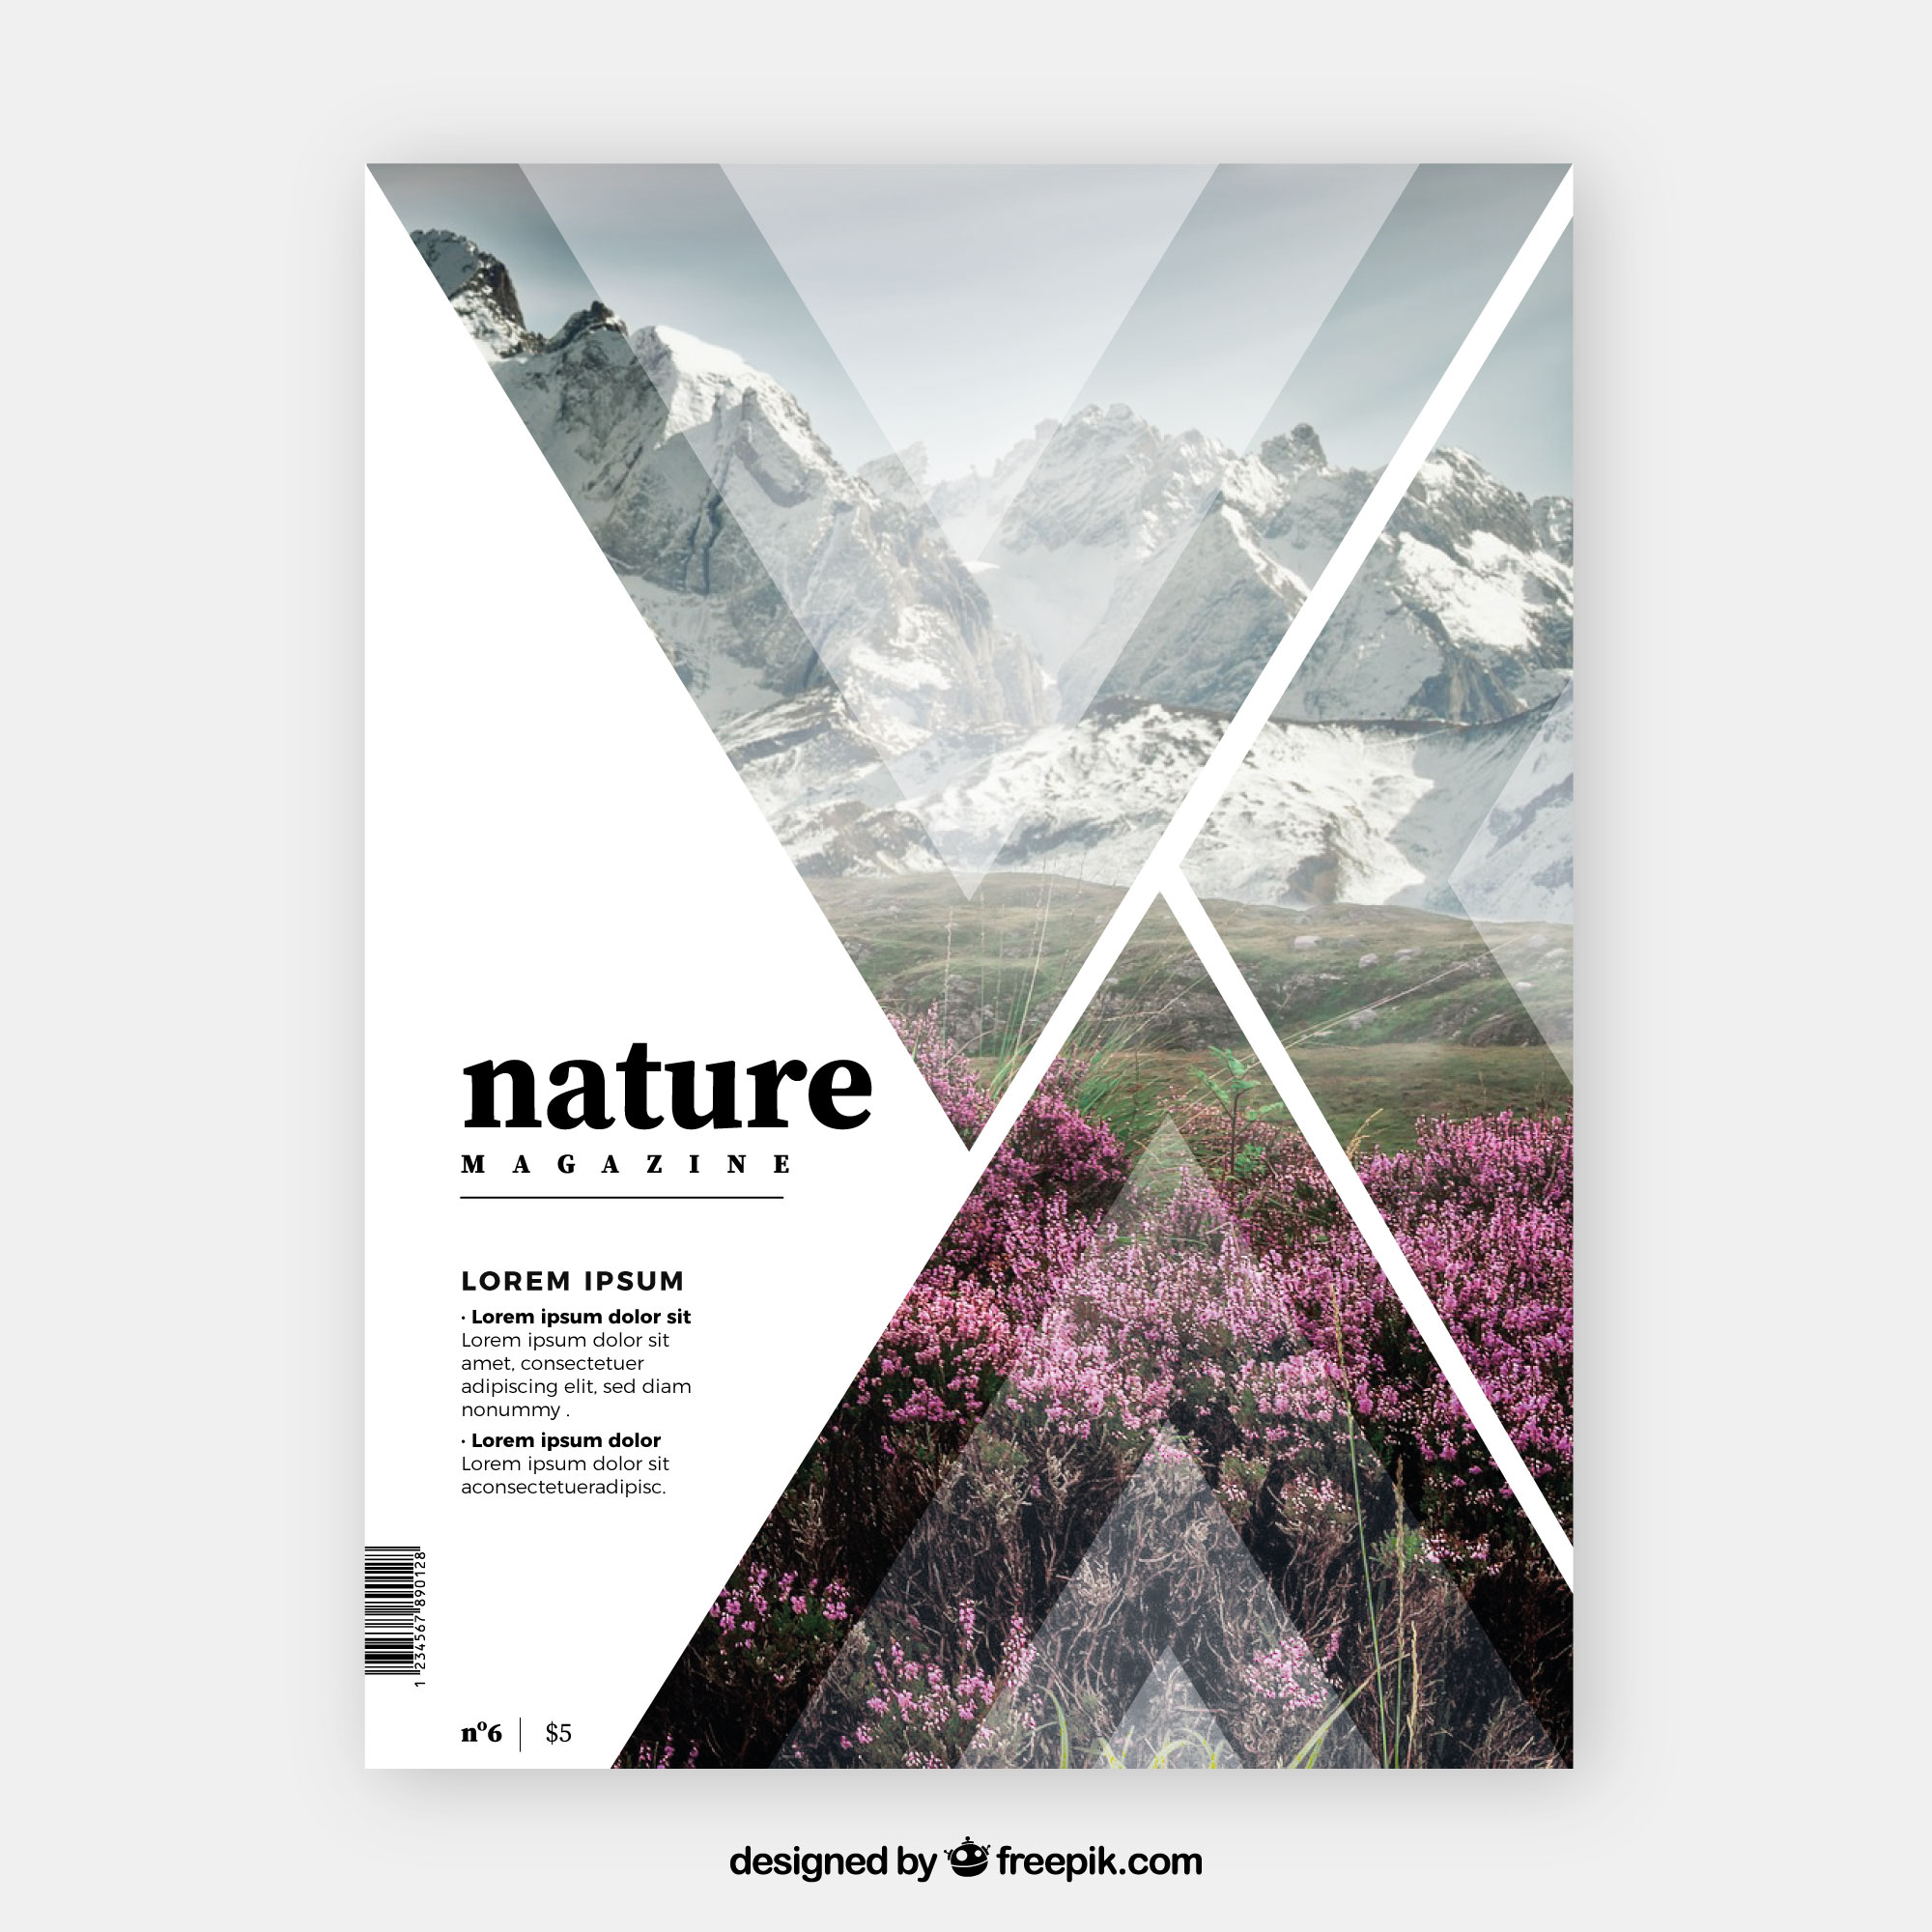 nature
MAGAZINE
LOREM IPSUM
· Lorem ipsum dolor sit
Lorem ipsum dolor sit
amet, consectetuer
adipiscing elit, sed diam
nonummy .
· Lorem ipsum dolor
Lorem ipsum dolor sit
aconsectetueradipisc.
1 234567 890128
nº6 $5
designed by freepik.com